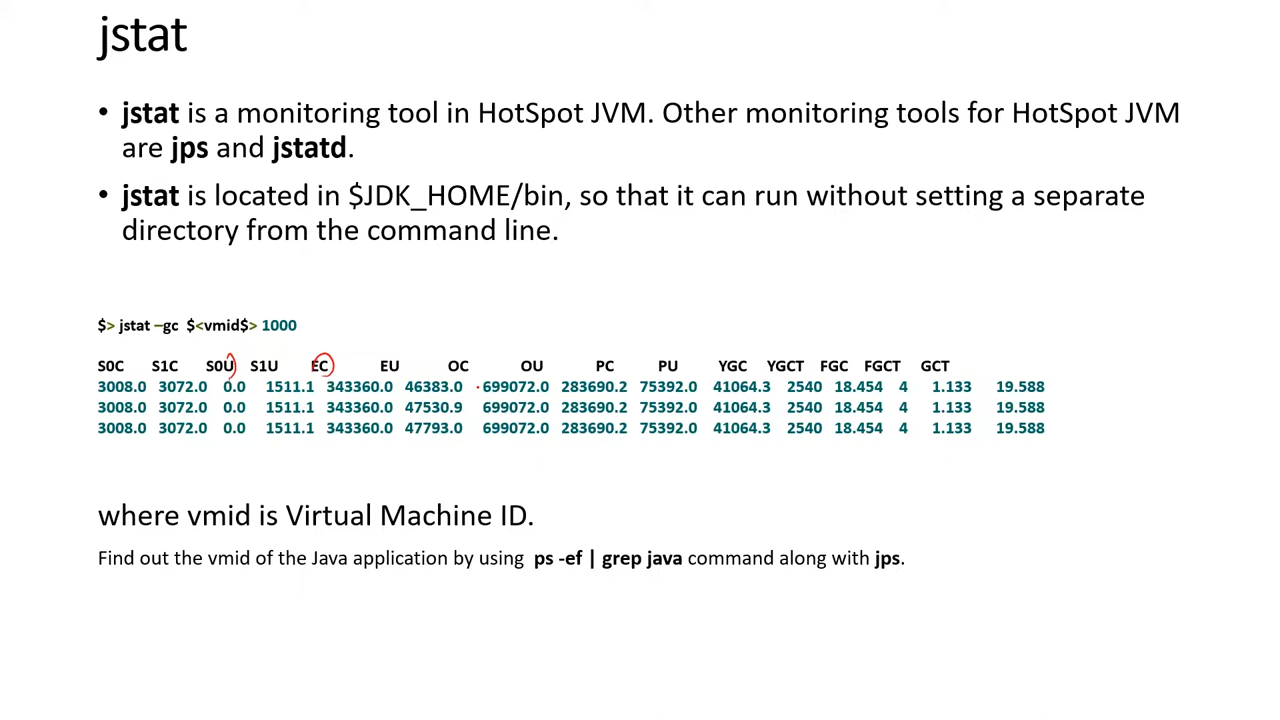 jstat
• jstat is a monitoring tool in HotSpot JVM. Other monitoring tools for HotSpot JVM
are jps and jstatd.
• jstat is located in $JDK_HOME/bin, so that it can run without setting a separate
directory from the command line.
$> jstat –gc $<vmid$> 1000
S0C S1C S0U S1U EC EU OC OU PC PU YGC YGCT FGC FGCT GCT
3008.0 3072.0 0.0 1511.1 343360.0 46383.0 699072.0 283690.2 75392.0 41064.3 2540 18.454 4 1.133 19.588
3008.0 3072.0 0.0 1511.1 343360.0 47530.9 699072.0 283690.2 75392.0 41064.3 2540 18.454 4 1.133 19.588
3008.0 3072.0 0.0 1511.1 343360.0 47793.0 699072.0 283690.2 75392.0 41064.3 2540 18.454 4 1.133 19.588
where vmid is Virtual Machine ID.
Find out the vmid of the Java application by using ps -ef | grep java command along with jps.